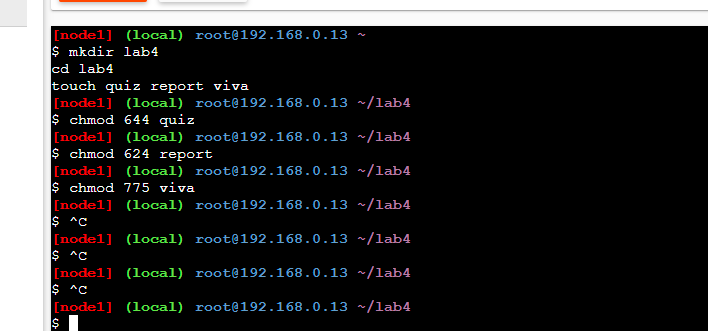 [node1] (local) root@192.168.0.13 ~
$ mkdir lab4
cd lab4
touch quiz report viva
[node1] (local) root@192.168.0.13 ~/lab4
$ chmod 644 quiz
[node1] (local) root@192.168.0.13 ~/lab4
$ chmod 624 report
[node1] (local) root@192.168.0.13 ~/lab4
$ chmod 775 viva
[node1] (local) root@192.168.0.13 ~/lab4
$ ^C
[node1] (local) root@192.168.0.13 ~/lab4
$ ^C
[node1] (local) root@192.168.0.13 ~/lab4
$ ^C
[node1] (local) root@192.168.0.13 ~/lab4
$